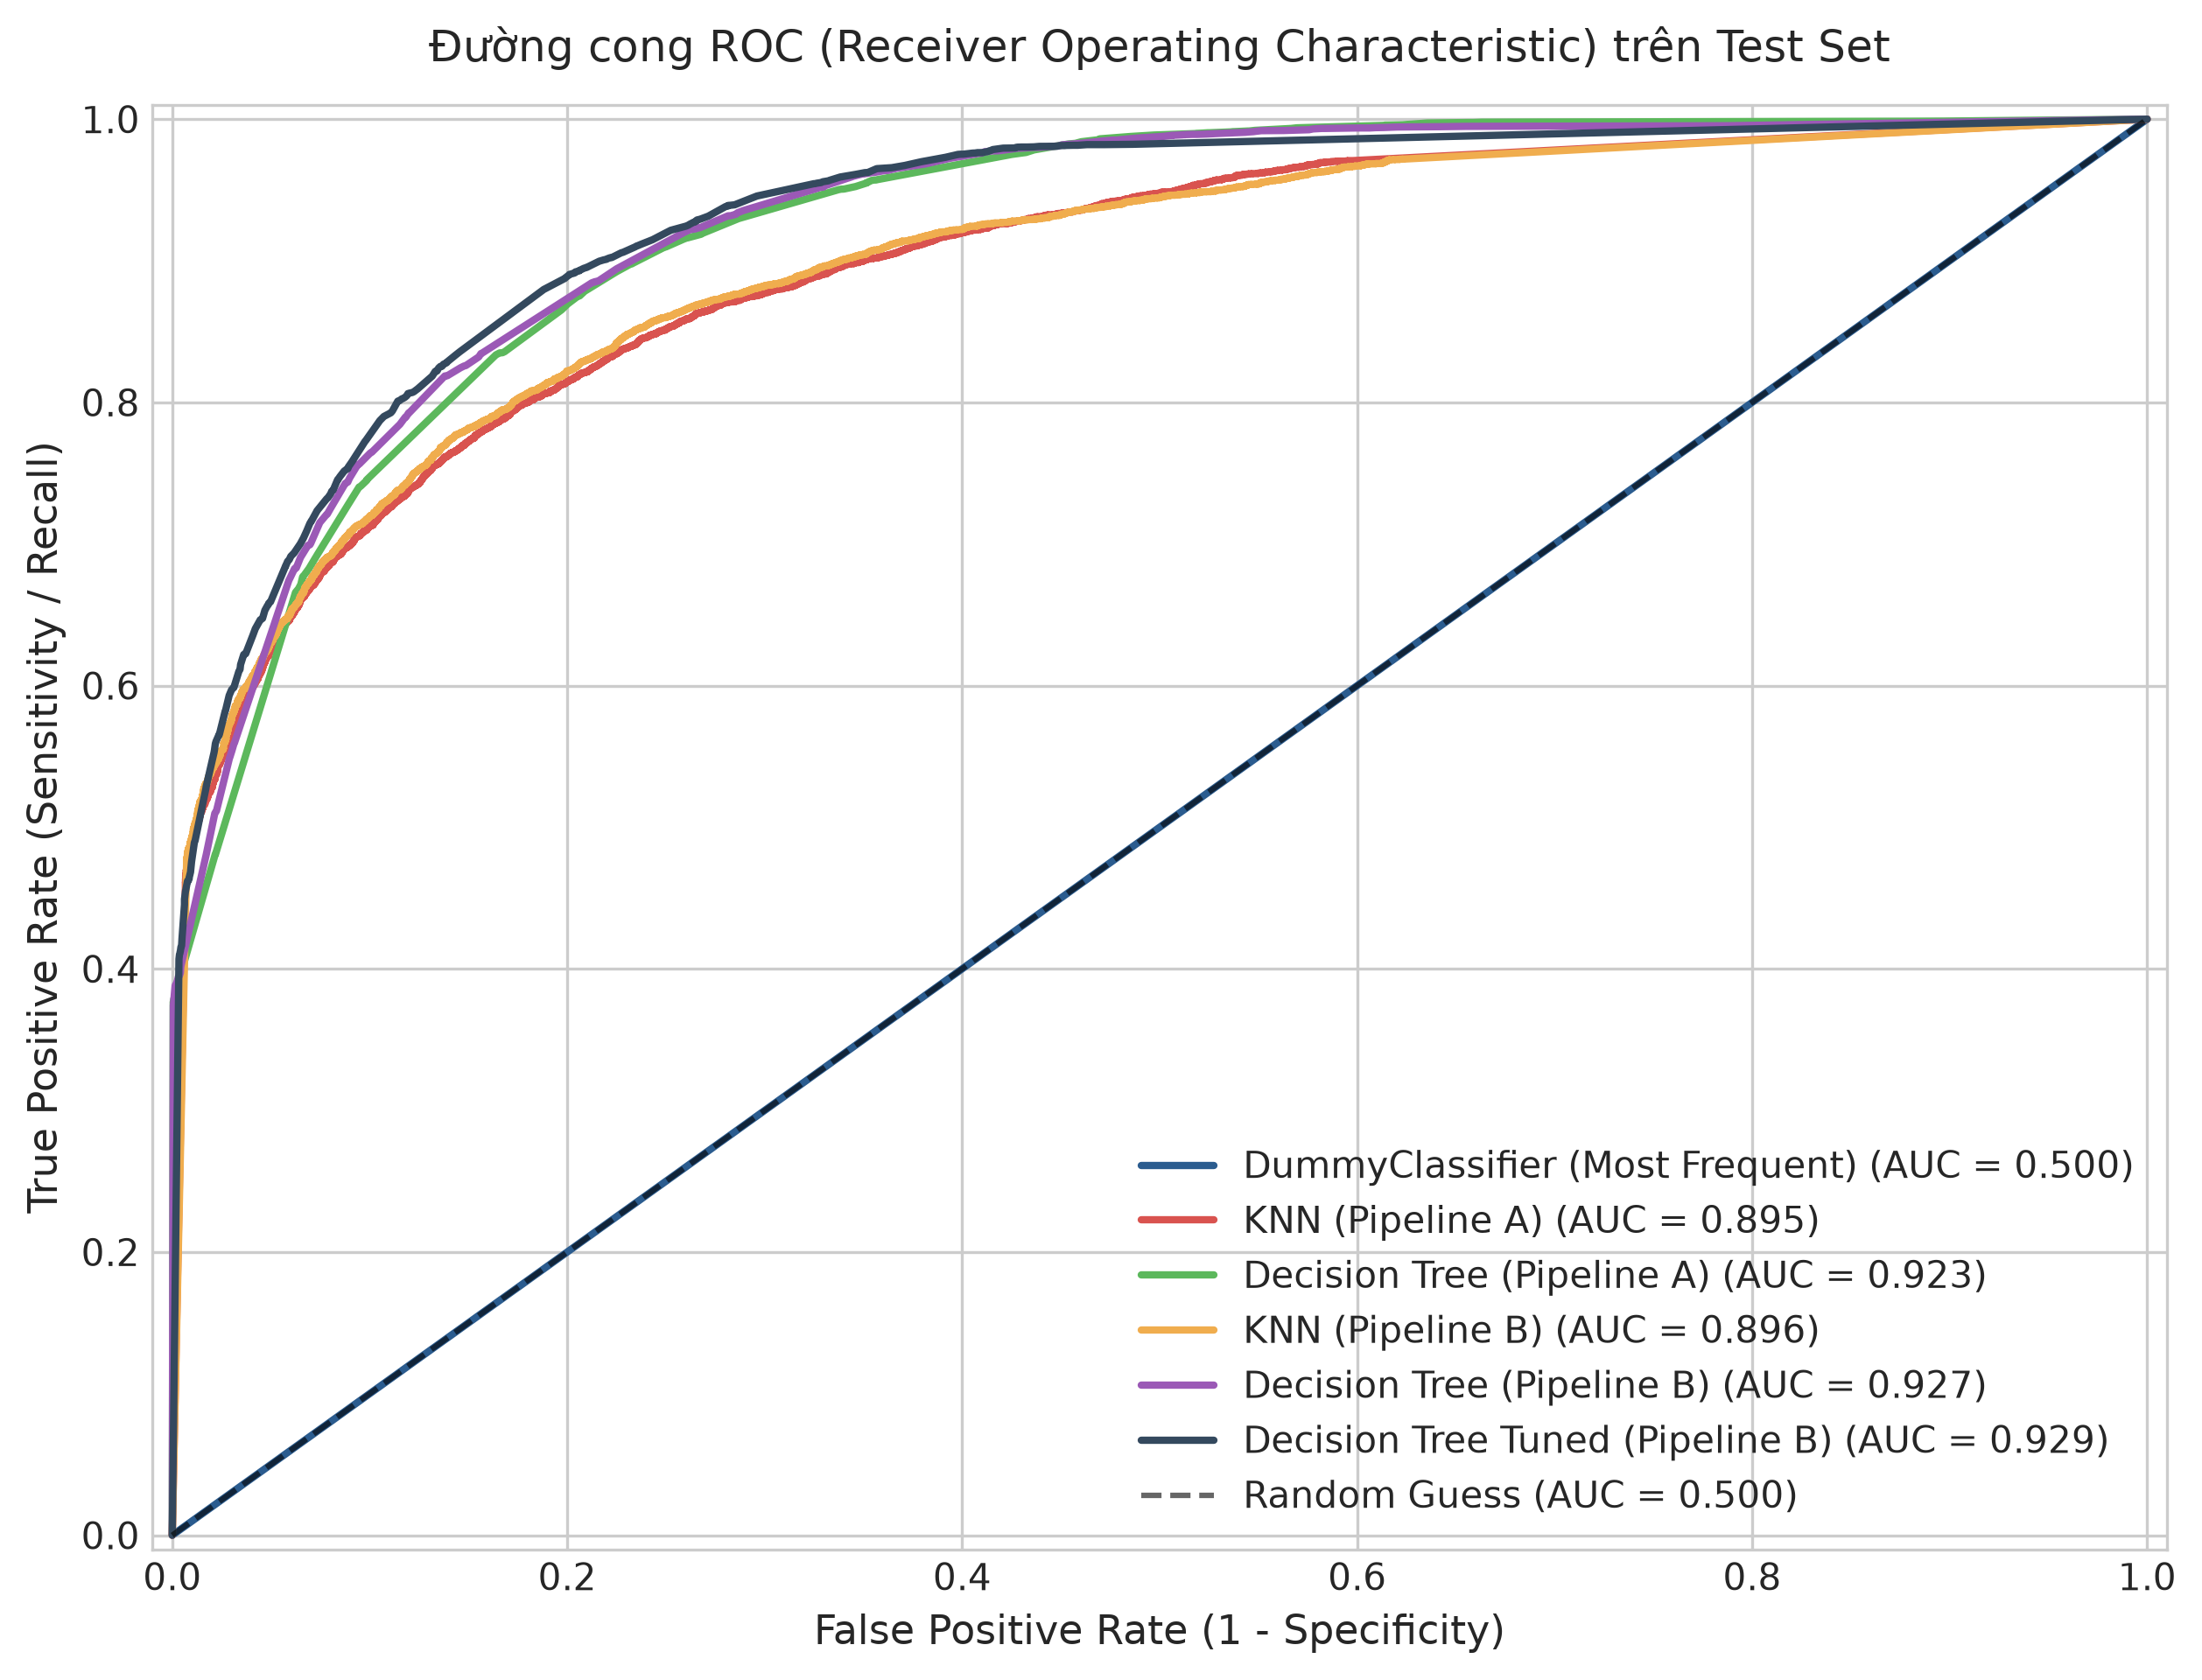 Đường cong ROC (Receiver Operating Characteristic) trên Test Set
True Positive Rate (Sensitivity / Recall)
1.0
0.8
0.6
0.4
0.2
0.0
DummyClassifier (Most Frequent) (AUC = 0.500)
KNN (Pipeline A) (AUC = 0.895)
Decision Tree (Pipeline A) (AUC = 0.923)
KNN (Pipeline B) (AUC = 0.896)
Decision Tree (Pipeline B) (AUC = 0.927)
Decision Tree Tuned (Pipeline B) (AUC = 0.929)
Random Guess (AUC = 0.500)
0.0 0.2 0.4 0.6 0.8 1.0
False Positive Rate (1 - Specificity)